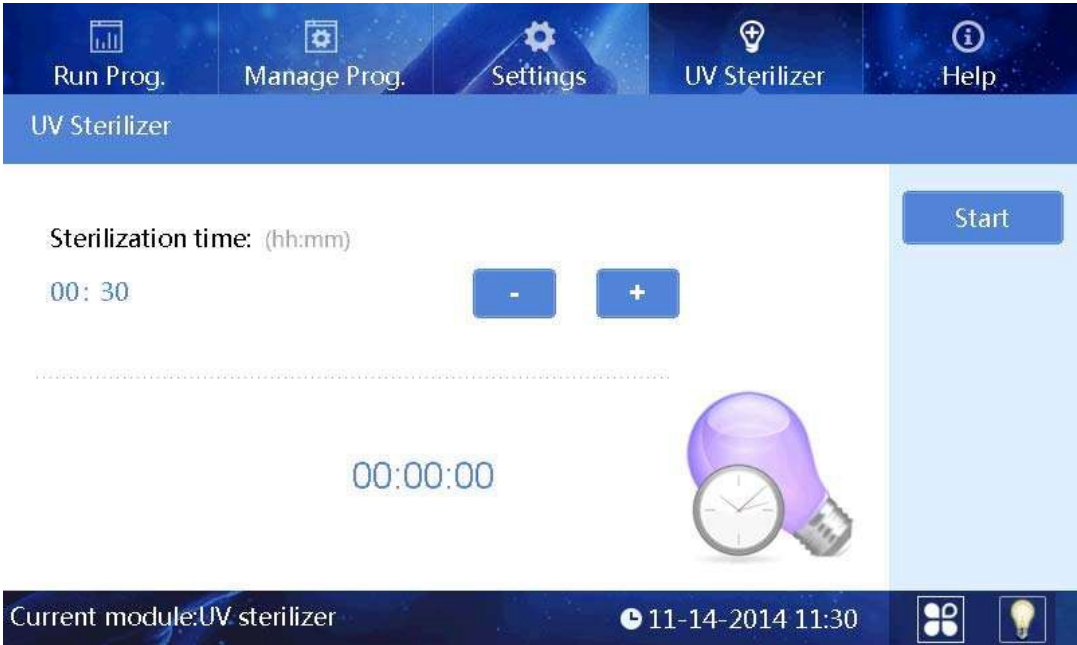 Run Prog. Manage Prog. Settings UV Sterilizer Help
UV Sterilizer
Start
Sterilization time: (hh:mm)
00: 30 - +
00:00:00
Current module:UV sterilizer 11-14-2014 11:30